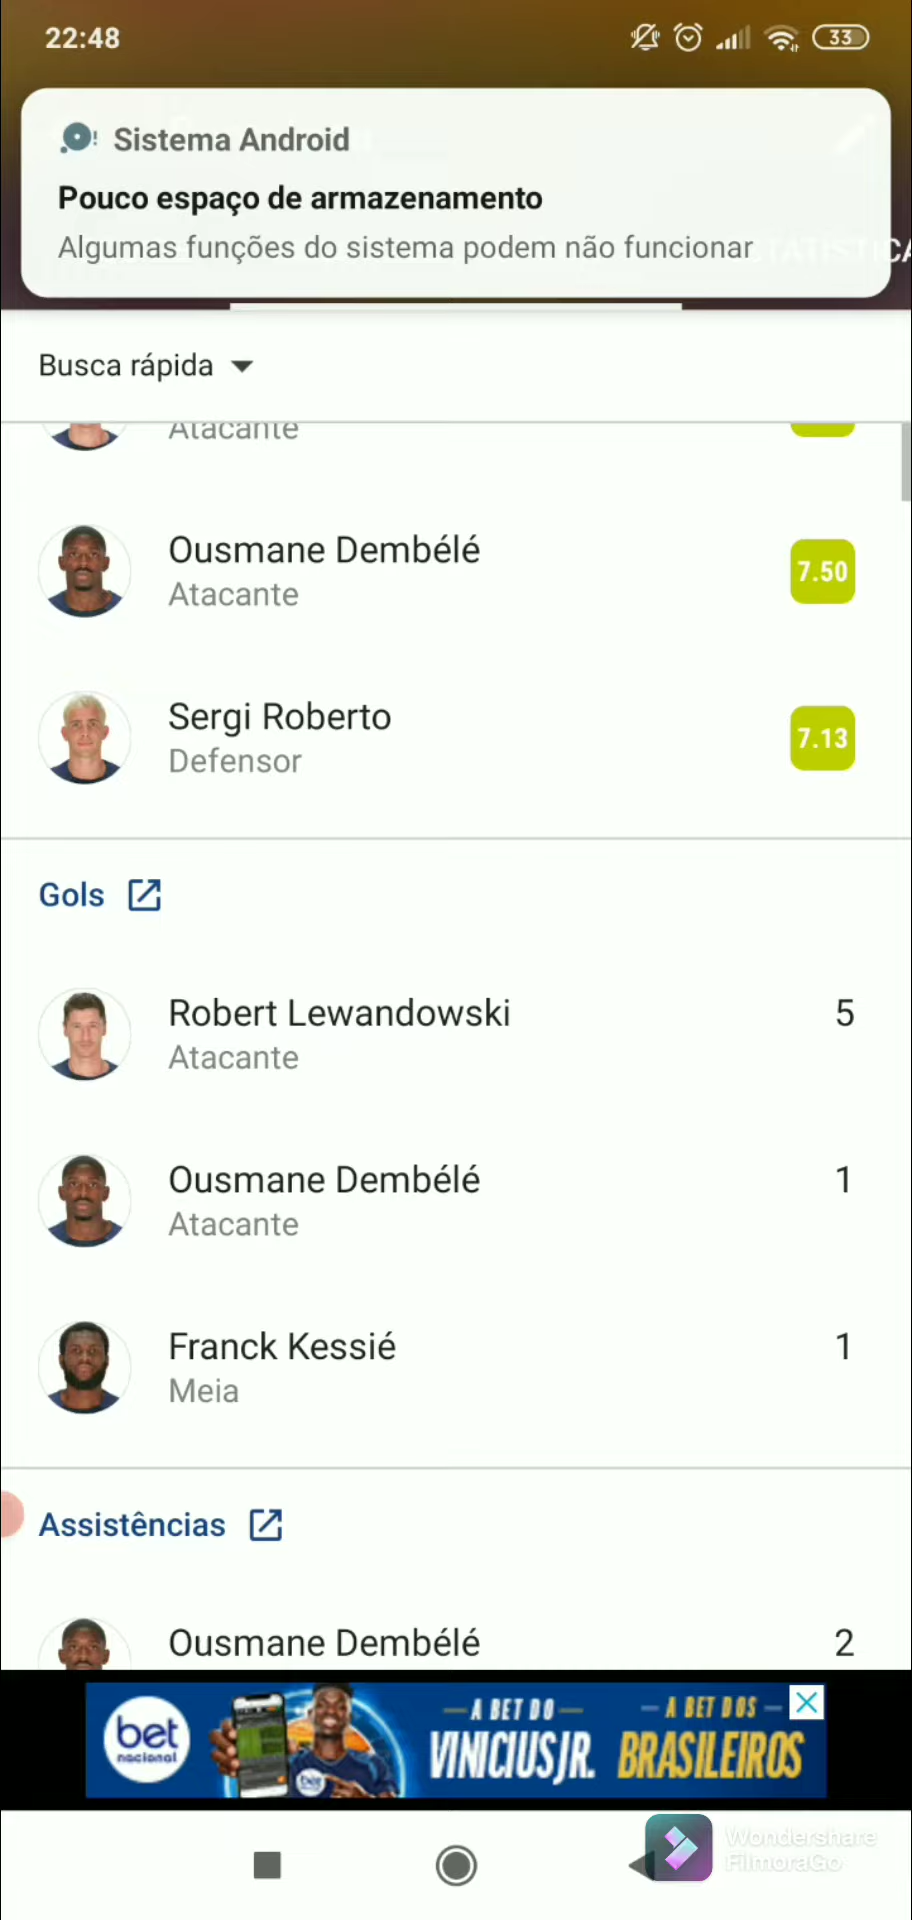 22:48
33
Sistema Android
Pouco espaço de armazenamento
Algumas funções do sistema podem não funcionar
Busca rápida
Atacante
Ousmane Dembélé
Atacante
7.50
Sergi Roberto
Defensor
7.13
Gols
Robert Lewandowski
5
Atacante
Ousmane Dembélé
1
Atacante
Franck Kessié
1
Meia
Assistências
Ousmane Dembélé
2
bet
nacional
bet
A BET DO
VINICIUS JR.
A BET DOS
BRASILEIROS
Wondershare
FilmoraGo